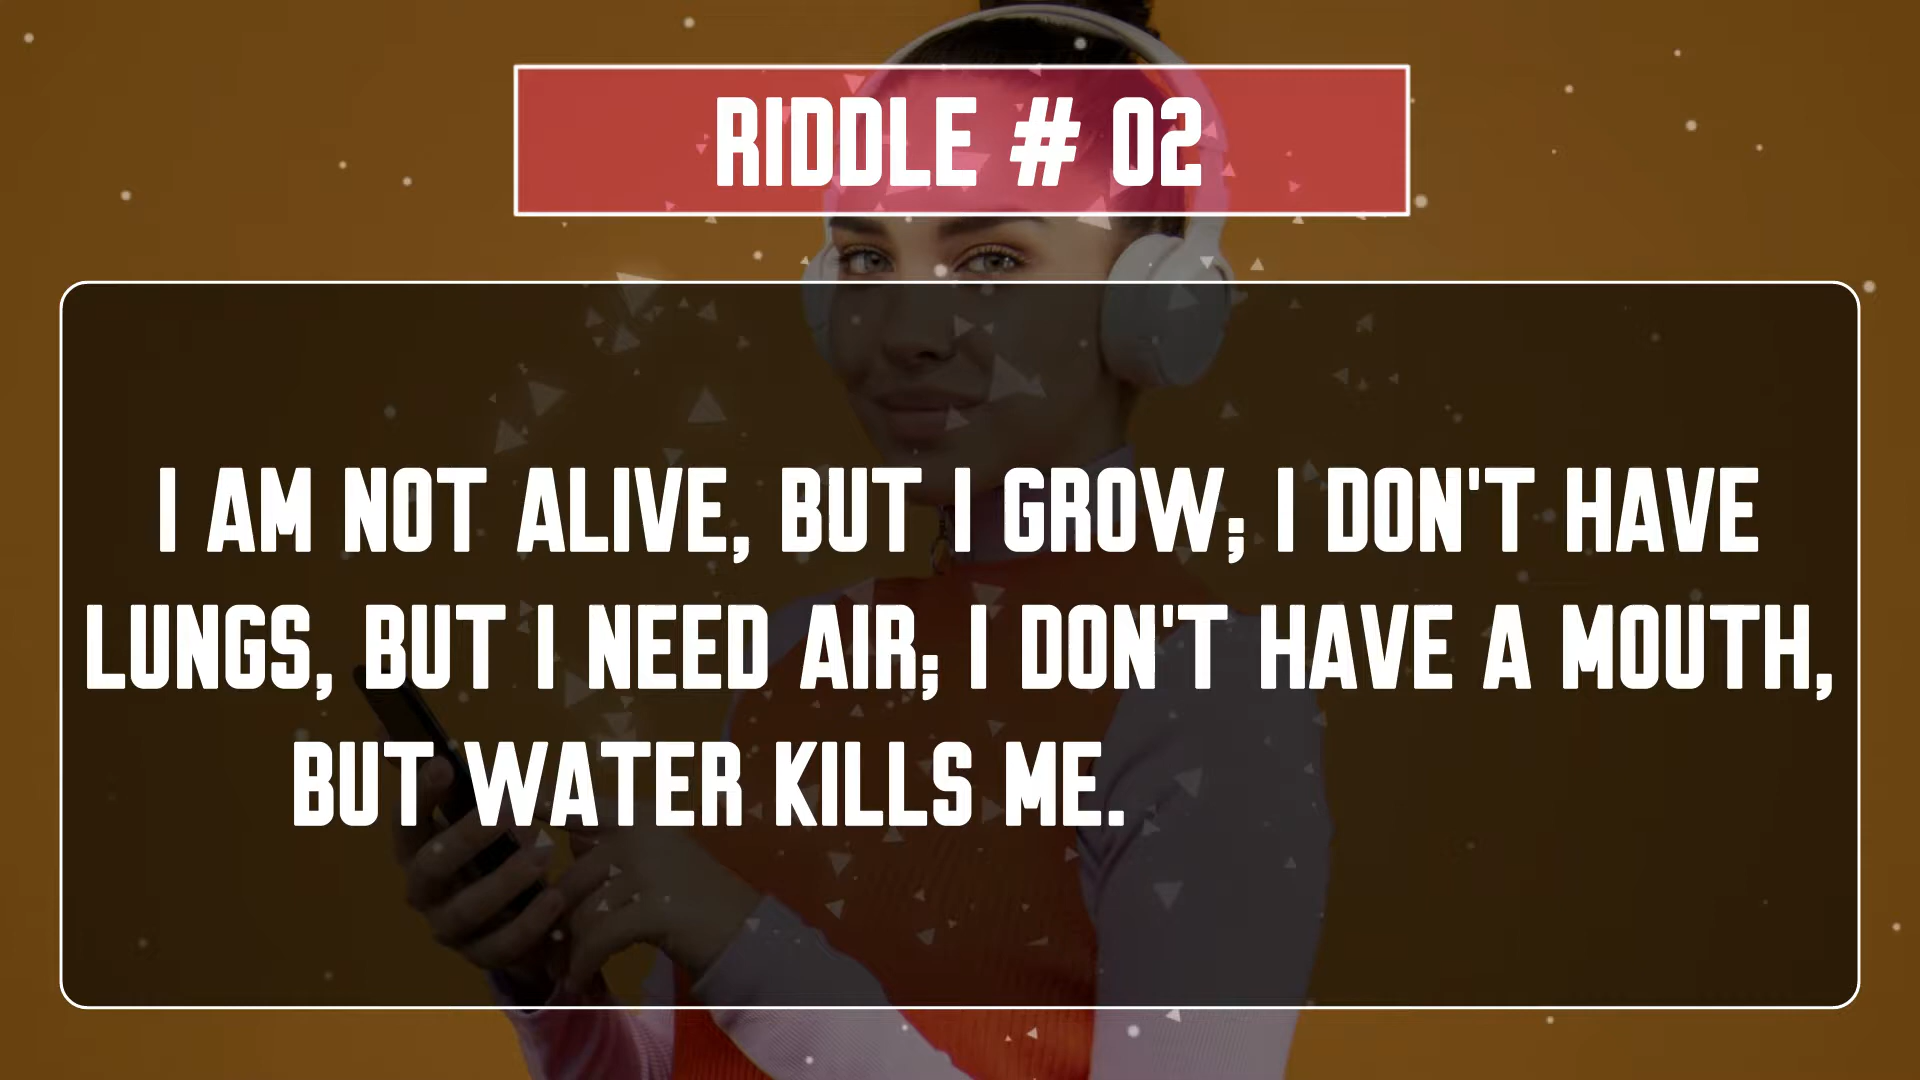 RIDDLE # 02
I AM NOT ALIVE, BUT I GROW; I DON'T HAVE
LUNGS, BUT I NEED AIR; I DON'T HAVE A MOUTH,
BUT WATER KILLS ME.